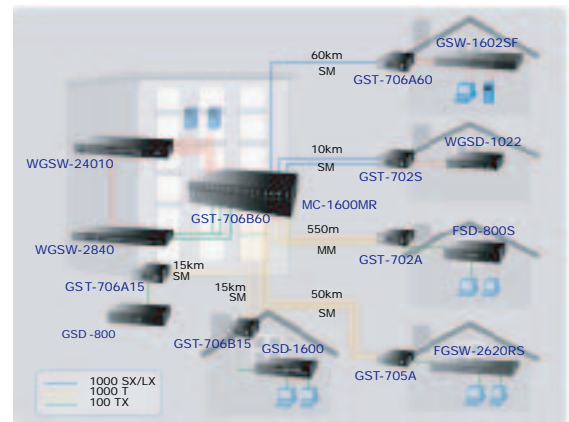 GSW-1602SF
60km
SM
GST-706A60
WGSD-1022
10km
SM
GST-702S
WGSW-24010
MC-1600MR
GST-706B60
FSD-800S
550m
MM
GST-702A
WGSW-2840
15km
SM
GST-706A15
15km
SM
50km
SM
GSD-800
GST-706B15
GSD-1600
FGSW-2620RS
GST-705A
1000 SX/LX
1000 T
100 TX